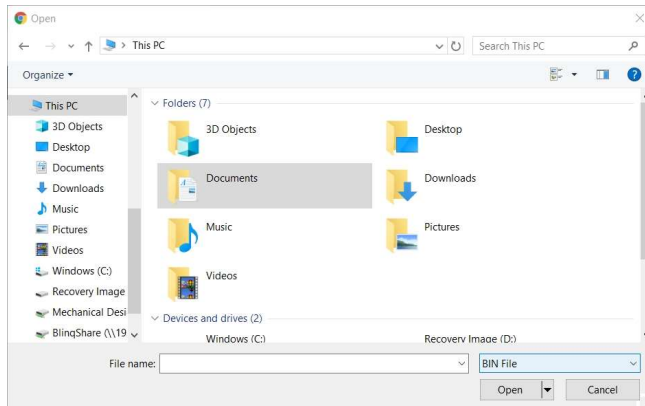 Open
This PC
Search This PC
Organize
This PC
3D Objects
Desktop
Documents
Downloads
Music
Pictures
Videos
Windows (C:)
Recovery Image
Mechanical Desi
BlinqShare (\\19
Folders (7)
3D Objects
Desktop
Documents
Downloads
Music
Pictures
Videos
Devices and drives (2)
Windows (C:)
Recovery Image (D:)
File name:
BIN File
Open
Cancel